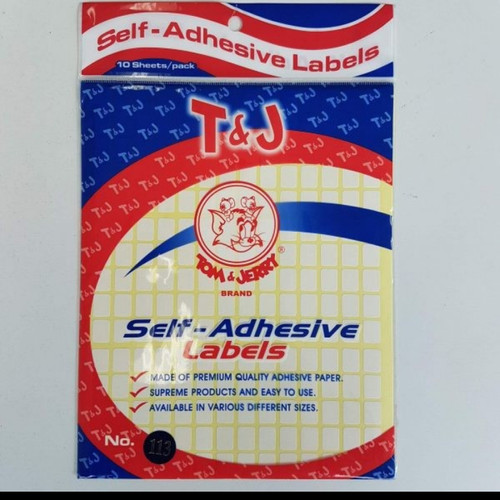 Self-Adhesive Labels
10 Sheets/pack
T&J
TOM & JERRY®
BRAND
Self-Adhesive
Labels
MADE OF PREMIUM QUALITY ADHESIVE PAPER.
SUPREME PRODUCTS AND EASY TO USE.
AVAILABLE IN VARIOUS DIFFERENT SIZES.
No. 113